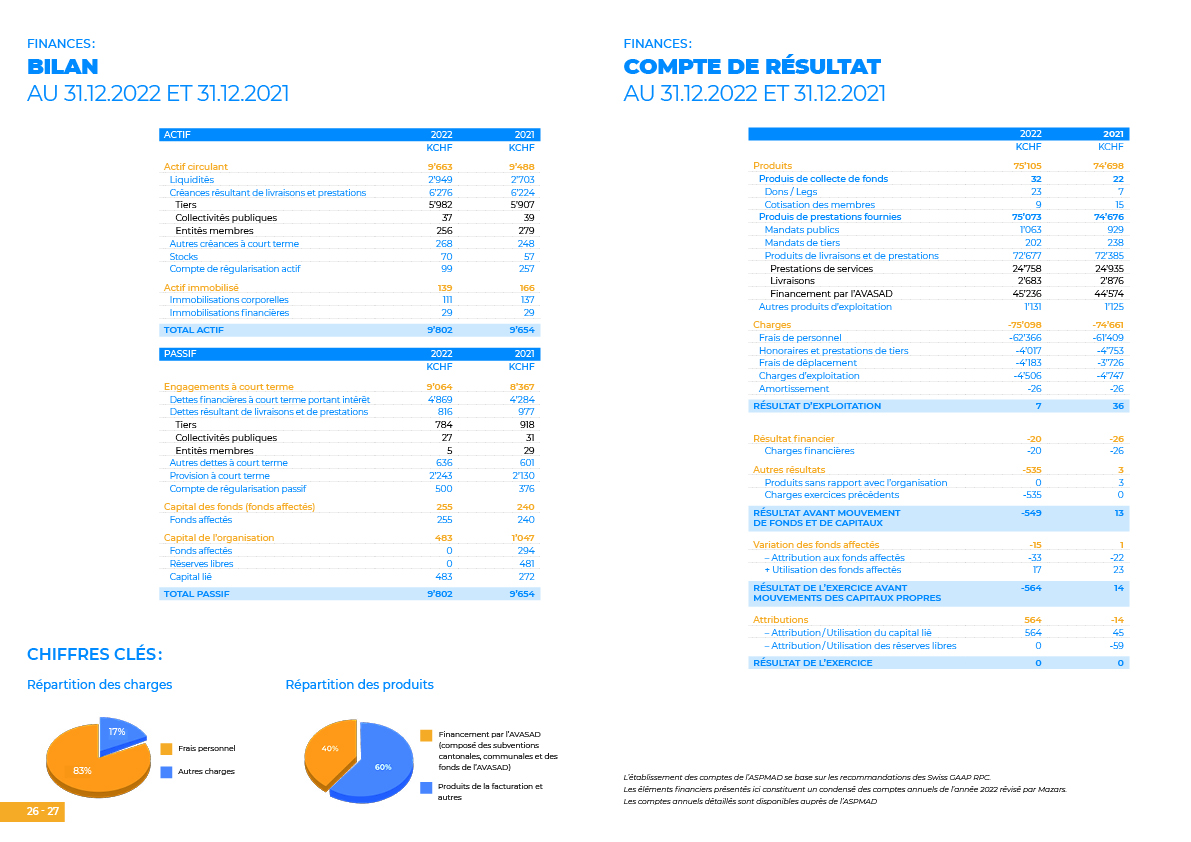 FINANCES :
BILAN
AU 31.12.2022 ET 31.12.2021
ACTIF 2022 2021
KCHF KCHF
Actif circulant 9’663 9’488
Liquidités 2’949 2’703
Créances résultant de livraisons et prestations 6’276 6’224
Tiers 5’982 5’907
Collectivités publiques 37 39
Entités membres 256 279
Autres créances à court terme 268 248
Stocks 70 57
Compte de régularisation actif 99 257
Actif immobilisé 139 166
Immobilisations corporelles 111 137
Immobilisations financières 29 29
TOTAL ACTIF 9’802 9’654
PASSIF 2022 2021
KCHF KCHF
Engagements à court terme 9’064 8’367
Dettes financières à court terme portant intérêt 4’869 4’284
Dettes résultant de livraisons et de prestations 816 977
Tiers 784 918
Collectivités publiques 27 31
Entités membres 5 29
Autres dettes à court terme 636 601
Provision à court terme 2’243 2’130
Compte de régularisation passif 500 376
Capital des fonds (fonds affectés) 255 240
Fonds affectés 255 240
Capital de l’organisation 483 1’047
Fonds affectés 0 294
Réserves libres 0 481
Capital lié 483 272
TOTAL PASSIF 9’802 9’654
CHIFFRES CLÉS :
Répartition des charges
17%
83%
Frais personnel
Autres charges
Répartition des produits
40%
60%
Financement par l’AVASAD
(composé des subventions
cantonales, communales et des
fonds de l’AVASAD)
Produits de la facturation et
autres
26 - 27
FINANCES :
COMPTE DE RÉSULTAT
AU 31.12.2022 ET 31.12.2021
2022 2021
KCHF KCHF
Produits 75’105 74’698
Produis de collecte de fonds 32 22
Dons / Legs 23 7
Cotisation des membres 9 15
Produis de prestations fournies 75’073 74’676
Mandats publics 1’063 929
Mandats de tiers 202 238
Produits de livraisons et de prestations 72’677 72’385
Prestations de services 24’758 24’935
Livraisons 2’683 2’876
Financement par l’AVASAD 45’236 44’574
Autres produits d’exploitation 1’131 1’125
Charges -75’098 -74’661
Frais de personnel -62’366 -61’409
Honoraires et prestations de tiers -4’017 -4’753
Frais de déplacement -4’183 -3’726
Charges d’exploitation -4’506 -4’747
Amortissement -26 -26
RÉSULTAT D’EXPLOITATION 7 36
Résultat financier -20 -26
Charges financières -20 -26
Autres résultats -535 3
Produits sans rapport avec l’organisation 0 3
Charges exercices précédents -535 0
RÉSULTAT AVANT MOUVEMENT -549 13
DE FONDS ET DE CAPITAUX
Variation des fonds affectés -15 1
– Attribution aux fonds affectés -33 -22
+ Utilisation des fonds affectés 17 23
RÉSULTAT DE L’EXERCICE AVANT -564 14
MOUVEMENTS DES CAPITAUX PROPRES
Attributions 564 -14
– Attribution / Utilisation du capital lié 564 45
– Attribution / Utilisation des réserves libres 0 -59
RÉSULTAT DE L’EXERCICE 0 0
L’établissement des comptes de l’ASPMAD se base sur les recommandations des Swiss GAAP RPC.
Les éléments financiers présentés ici constituent un condensé des comptes annuels de l’année 2022 révisé par Mazars.
Les comptes annuels détaillés sont disponibles auprès de l’ASPMAD